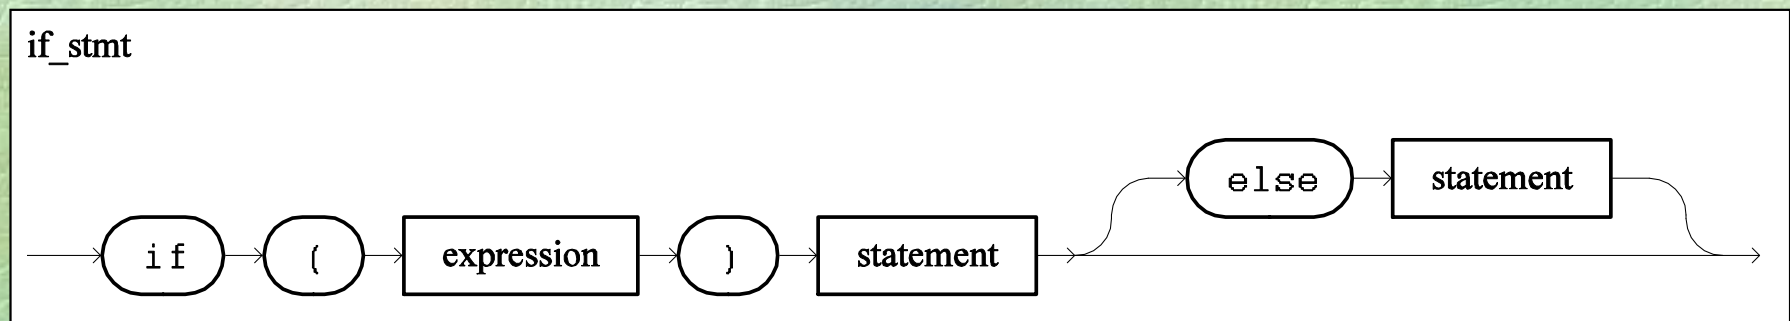 if_stmt
else statement
if ( expression ) statement